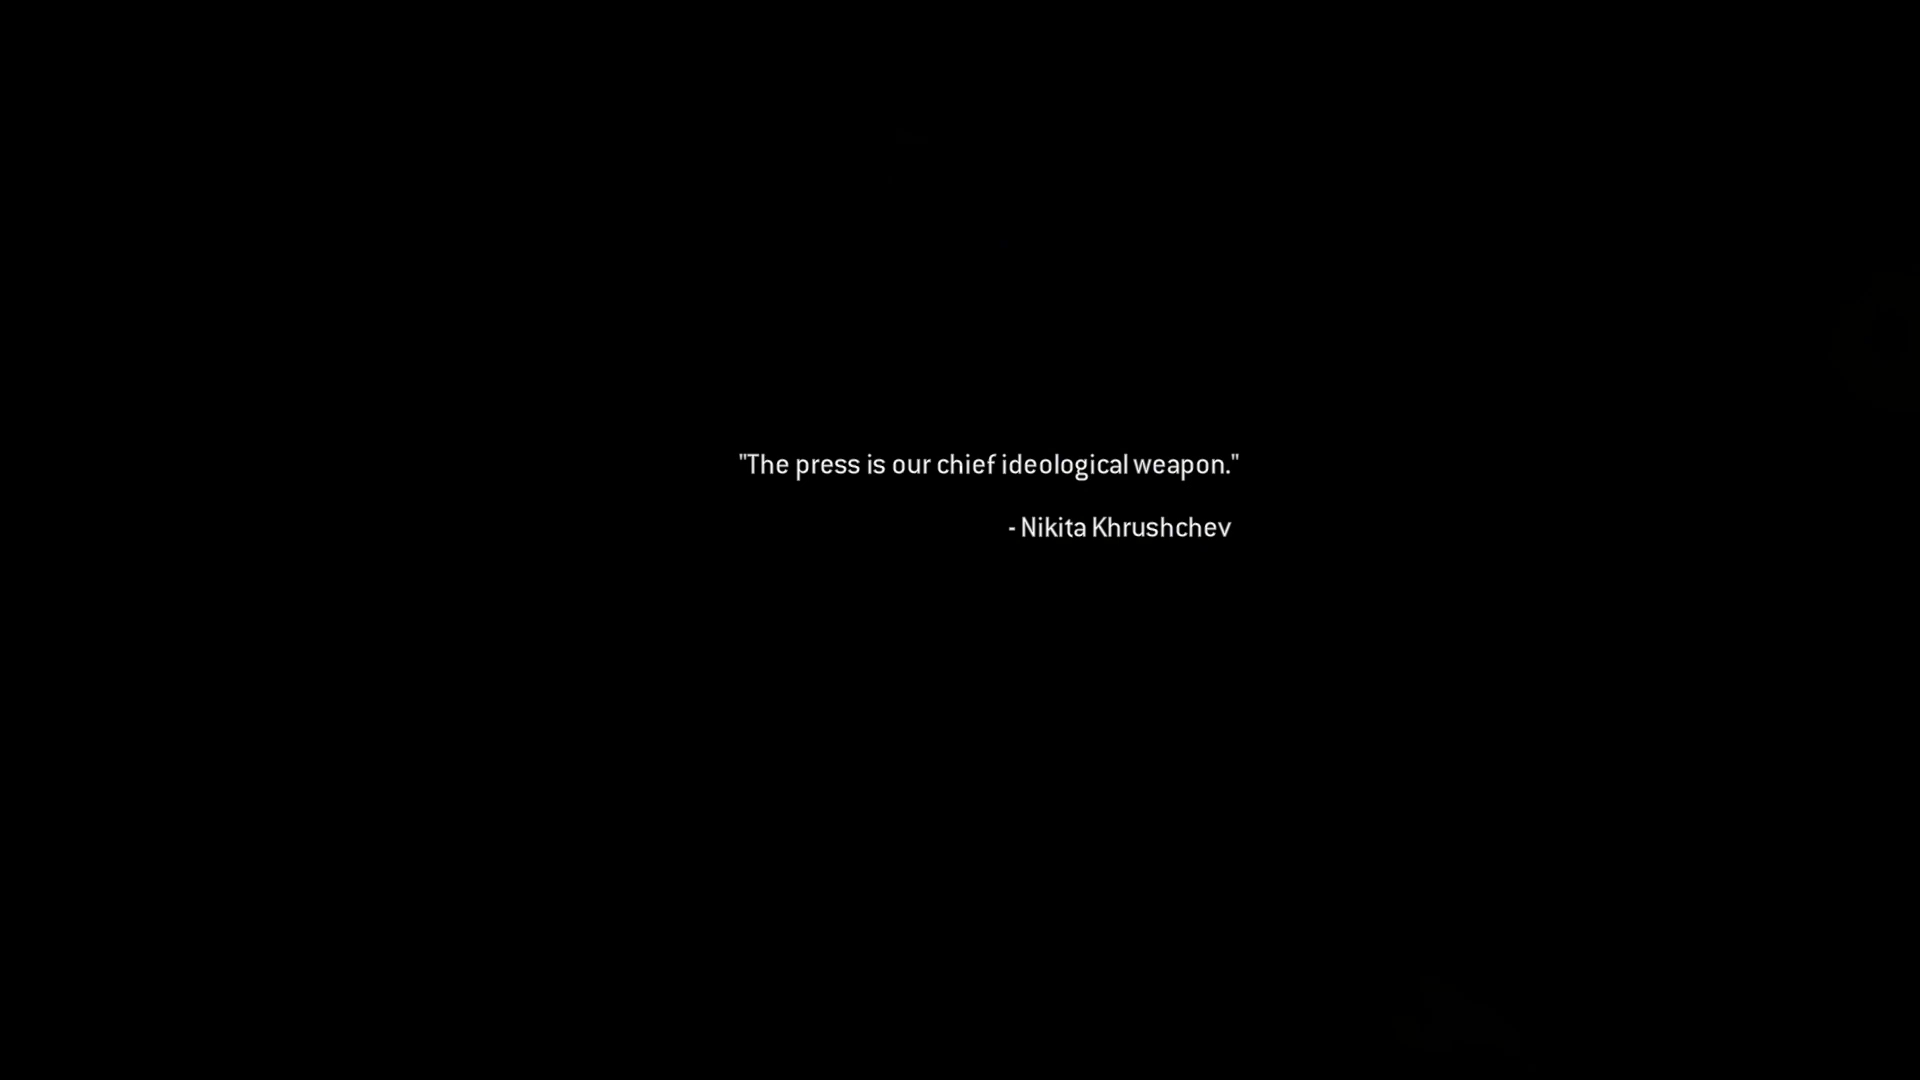 "The press is our chief ideological weapon."
- Nikita Khrushchev